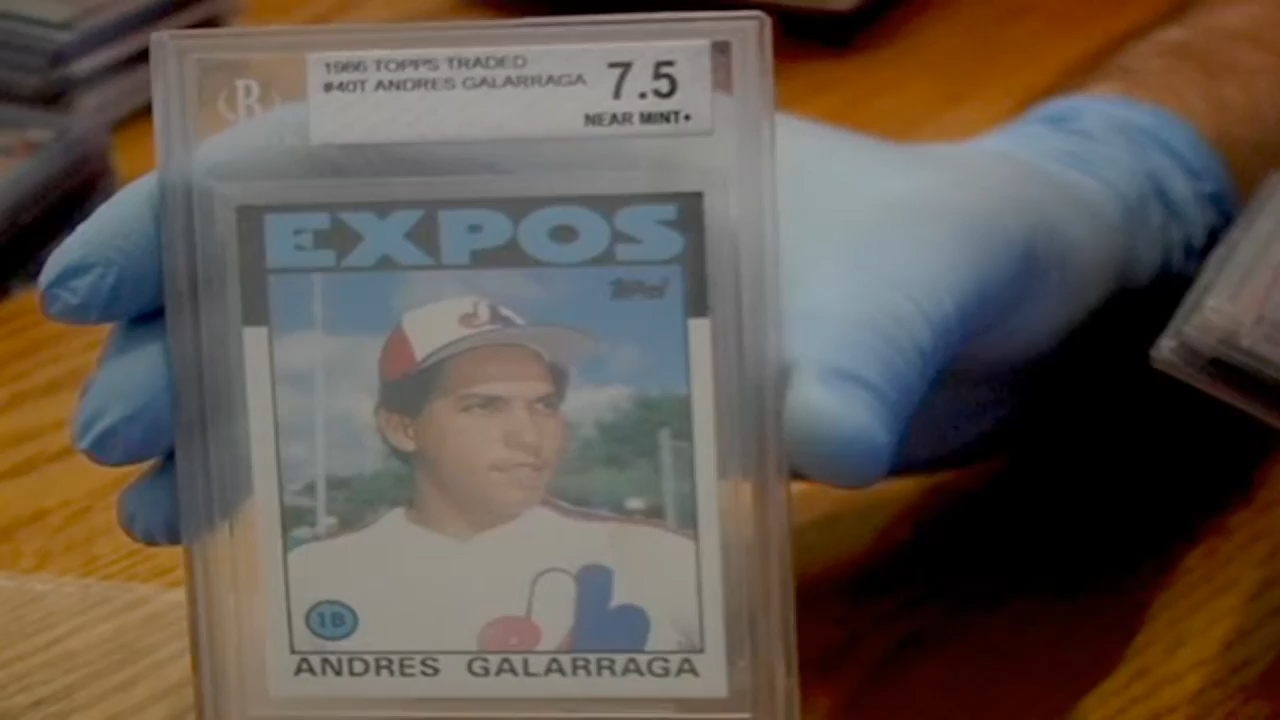 1986 TOPPS TRADED
#40T ANDRES GALARRAGA
7.5
NEAR MINT+
EXPOS
Topps
1B
ANDRES GALARRAGA